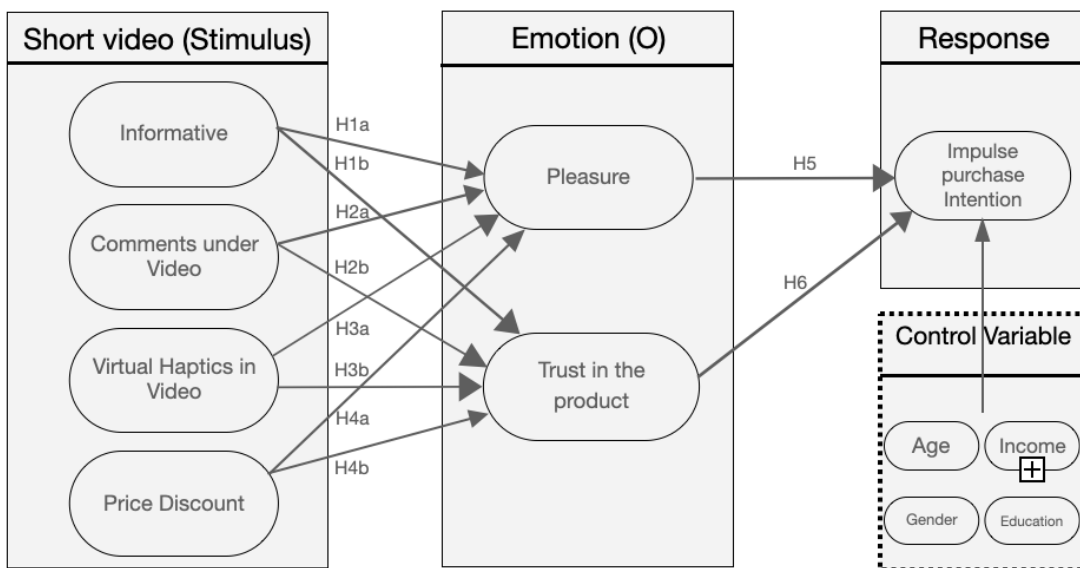 Short video (Stimulus)
Informative
Comments under
Video
Virtual Haptics in
Video
Price Discount
H1a
H1b
H2a
H2b
H3a
H3b
H4a
H4b
Emotion (O)
Pleasure
Trust in the
product
H5
H6
Response
Impulse
purchase
Intention
Control Variable
Age
Income
Gender
Education